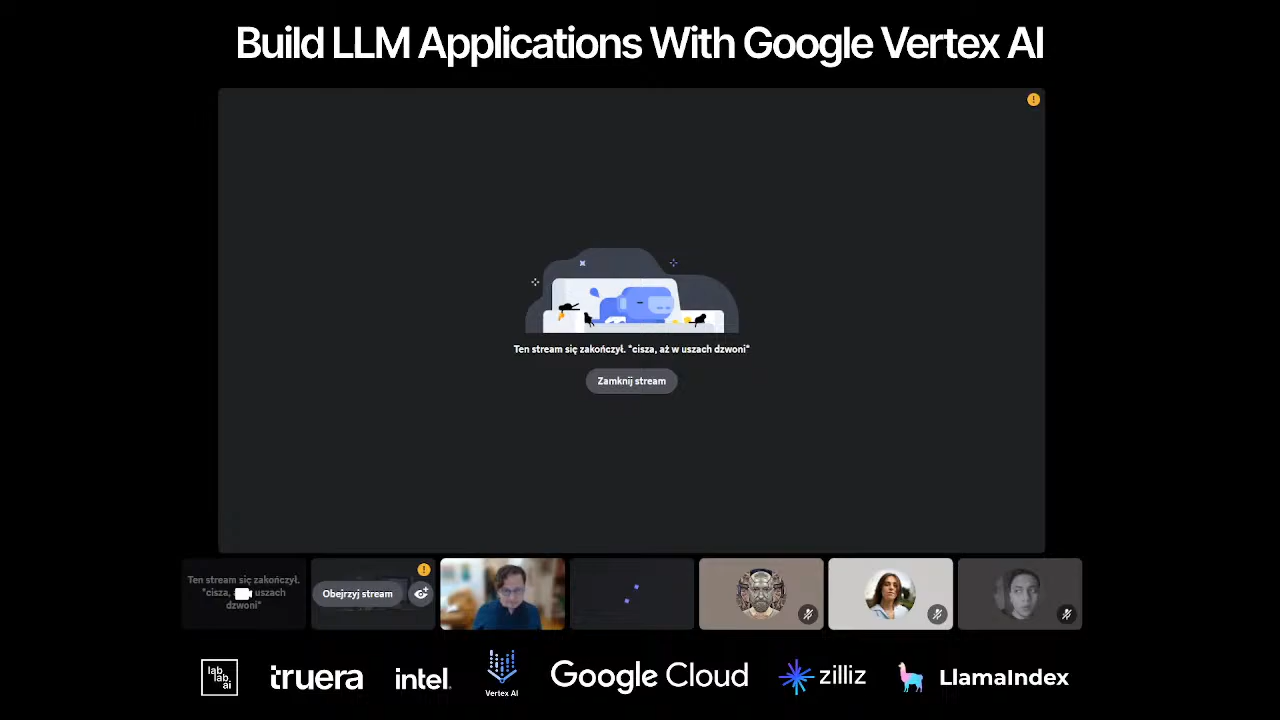 Build LLM Applications With Google Vertex AI
Ten stream się zakończył. "cisza, aż w uszach dzwoni"
Zamknij stream
Ten stream się zakończył.
"cisza, uszach
dzwoni"
Obejrzyj stream
lab
lab
.ai
truera
intel.
Vertex AI
Google Cloud
zilliz
LlamaIndex